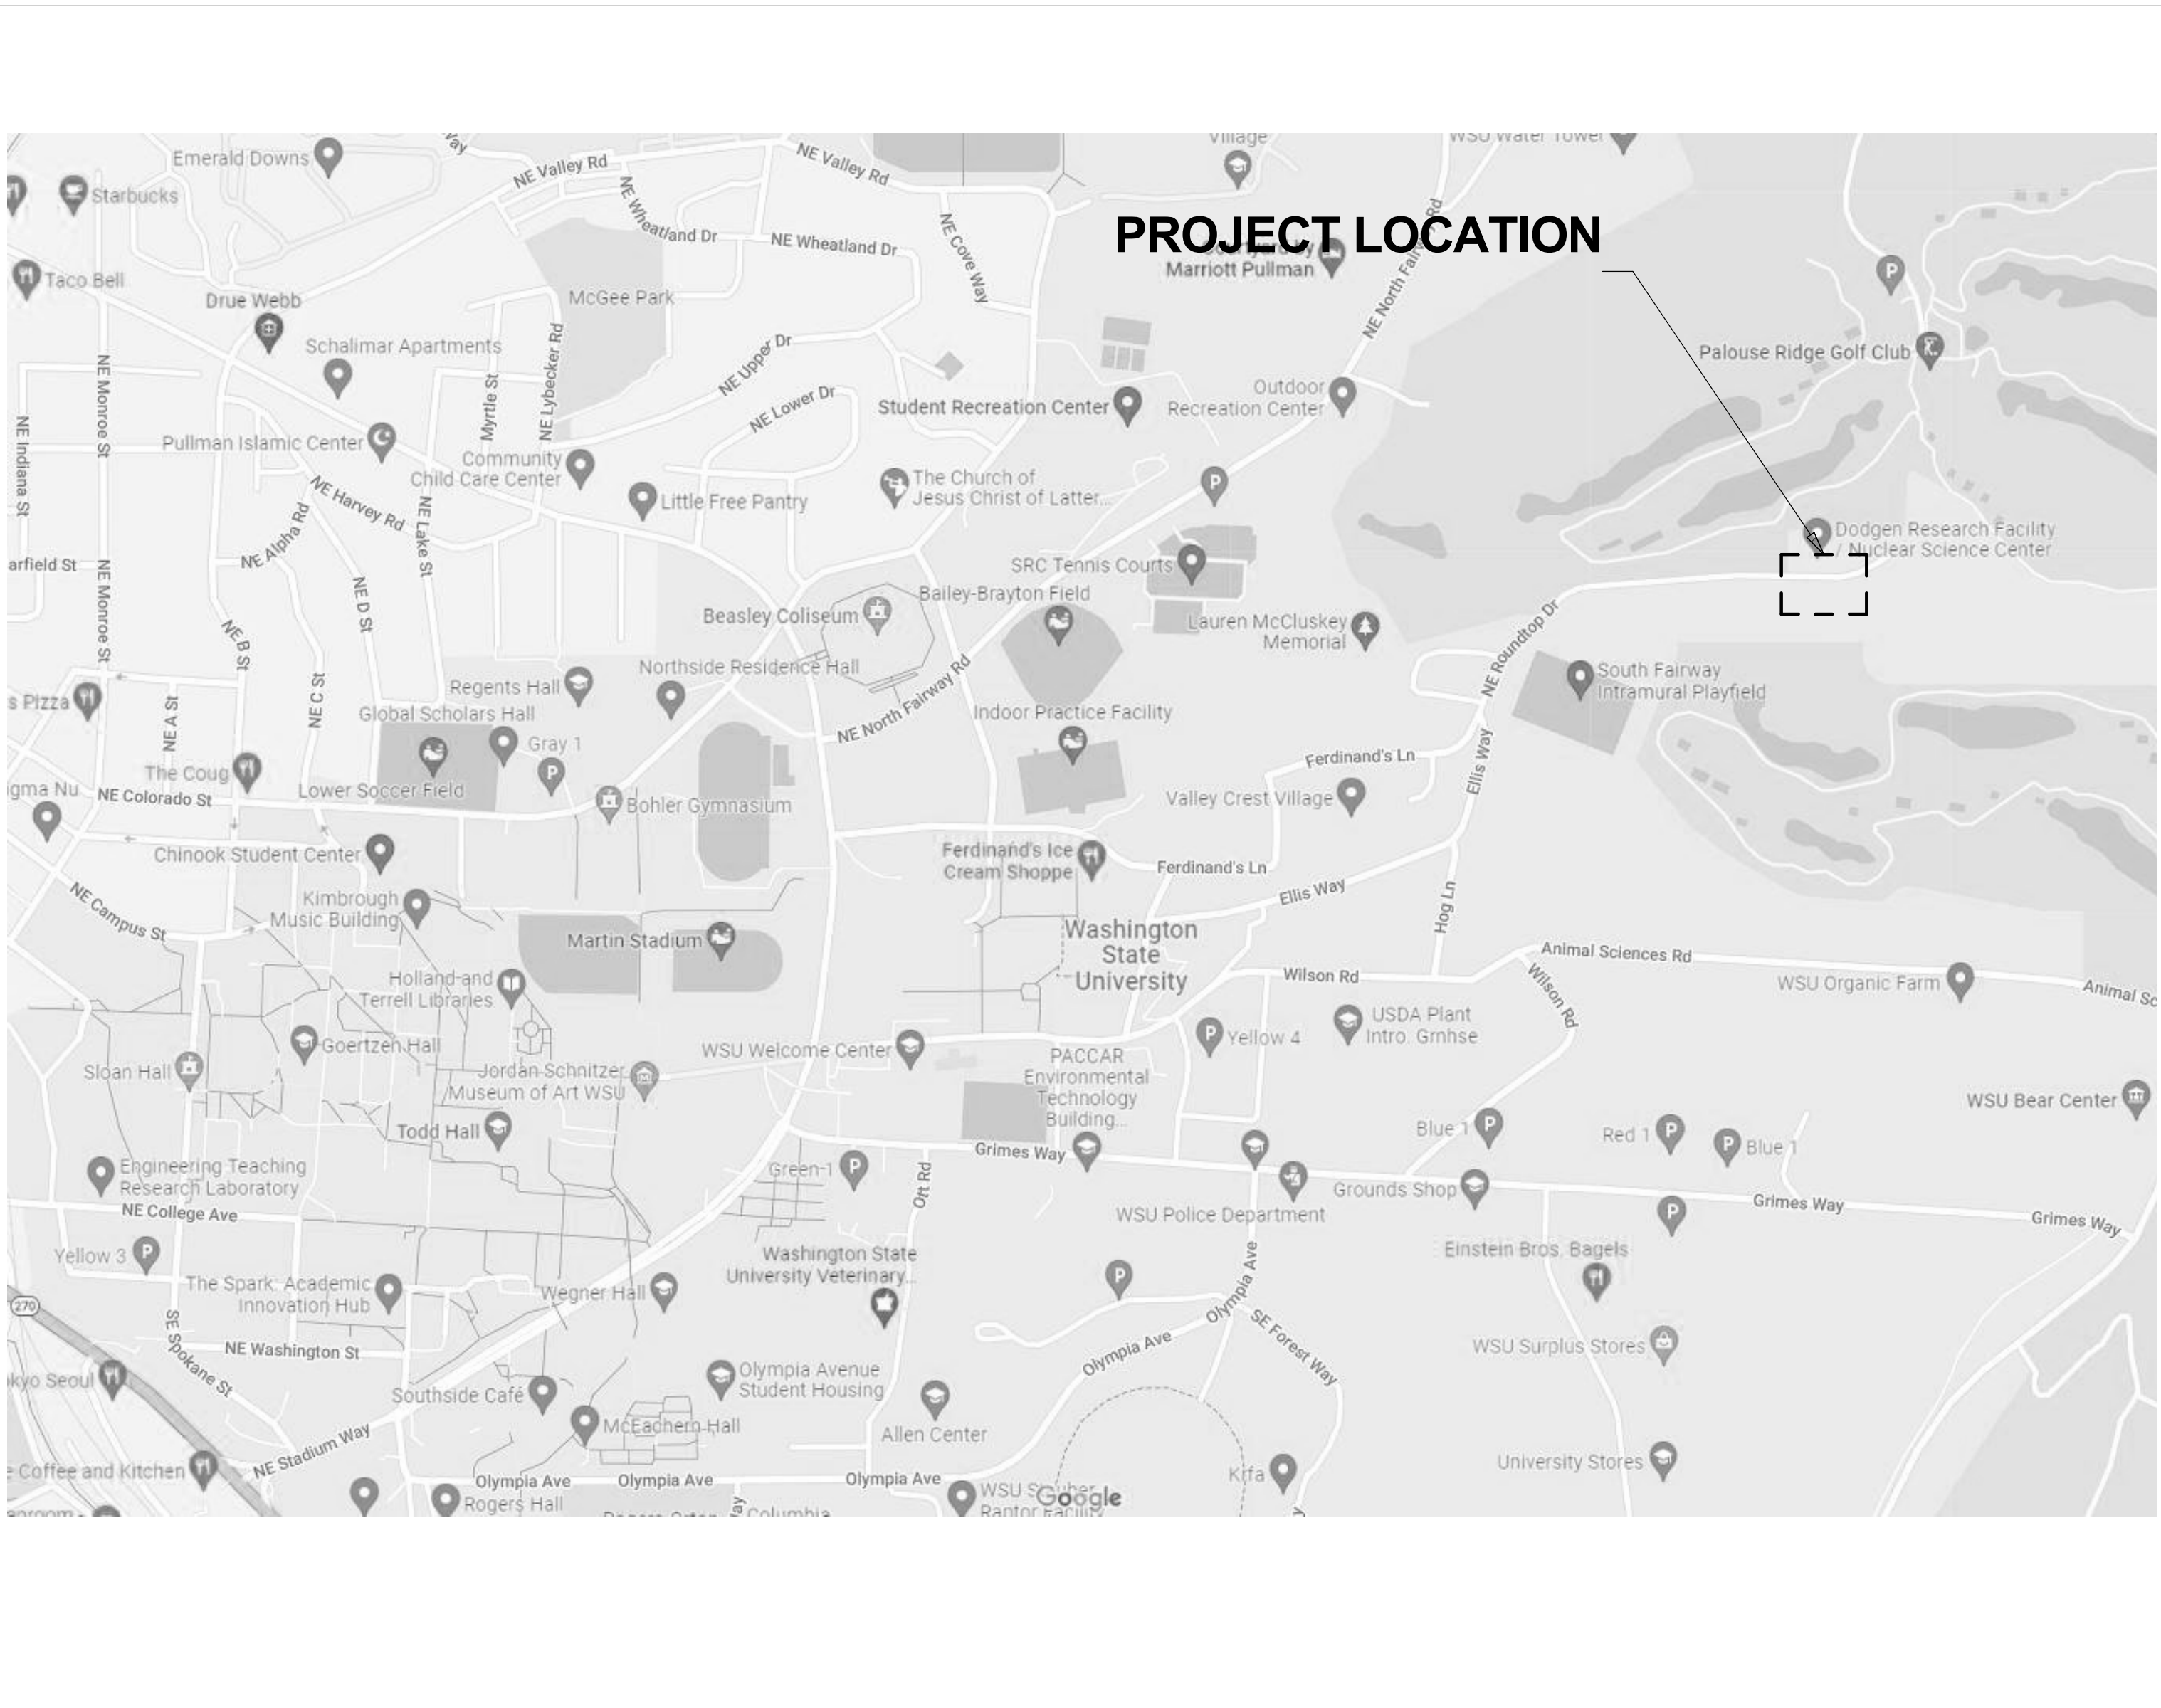 Way
Village
WSU Water Tower
Emerald Downs
NE Valley Rd
NE Valley Rd
Starbucks
NE Wheatland Dr
NE Wheatland Dr
NE Cove Way
PROJECT LOCATION
Marriott Pullman
NE North Fairway Rd
Taco Bell
Drue Webb
McGee Park
Schalimar Apartments
NE Upper Dr
Palouse Ridge Golf Club
NE Monroe St
Myrtle St
NE Lybecker Rd
NE Lower Dr
Student Recreation Center
Outdoor
Recreation Center
NE Indiana St
Pullman Islamic Center
Community
Child Care Center
Little Free Pantry
The Church of
Jesus Christ of Latter...
NE Harvey Rd
NE Alpha Rd
NE Lake St
Dodgen Research Facility
/ Nuclear Science Center
arfield St
NE Monroe St
NE D St
SRC Tennis Courts
Bailey-Brayton Field
Beasley Coliseum
Lauren McCluskey
Memorial
NE Roundtop Dr
NE B St
NE C St
NE A St
Northside Residence Hall
Regents Hall
Global Scholars Hall
NE North Fairway Rd
South Fairway
Intramural Playfield
s Pizza
Indoor Practice Facility
Gray 1
The Coug
Lower Soccer Field
Bohler Gymnasium
Ferdinand's Ln
Ellis Way
Valley Crest Village
gma Nu
NE Colorado St
Chinook Student Center
Ferdinand's Ice
Cream Shoppe
Ferdinand's Ln
Ellis Way
Hog Ln
NE Campus St
Kimbrough
Music Building
Martin Stadium
Washington
State
University
Animal Sciences Rd
Wilson Rd
Wilson Rd
WSU Organic Farm
Animal Sc
Holland and
Terrell Libraries
USDA Plant
Intro. Grnhse
Yellow 4
Goertzen Hall
WSU Welcome Center
Sloan Hall
Jordan Schnitzer
Museum of Art WSU
PACCAR
Environmental
Technology
Building...
WSU Bear Center
Todd Hall
Blue 1
Red 1
Blue 1
Grimes Way
Green 1
Ott Rd
Engineering Teaching
Research Laboratory
Grounds Shop
Grimes Way
Grimes Way
NE College Ave
WSU Police Department
Yellow 3
Washington State
University Veterinary...
Olympia Ave
Einstein Bros. Bagels
The Spark: Academic
Innovation Hub
Wegner Hall
270
SE Spokane St
NE Washington St
Olympia Ave
SE Forest Way
WSU Surplus Stores
kyo Seoul
Southside Café
Olympia Avenue
Student Housing
McEachern Hall
Allen Center
NE Stadium Way
e Coffee and Kitchen
University Stores
Krfa
Olympia Ave
Olympia Ave
Olympia Ave
Rogers Hall
WSU
Raptor Facility
Google
Columbia
way
y